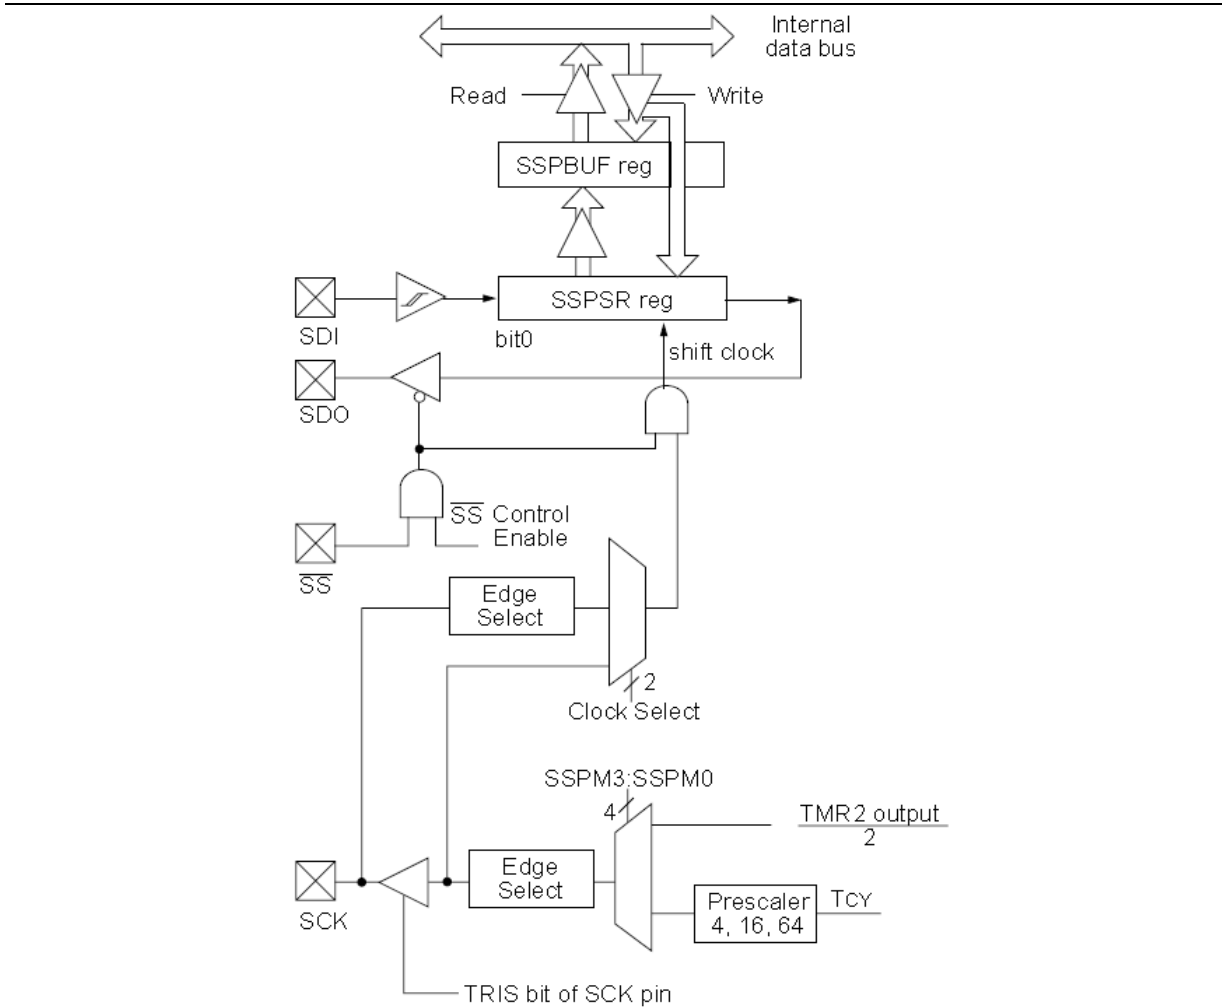 Internal
data bus
Read
Write
SSPBUF reg
SSPSR reg
SDI
bit0
shift clock
SDO
SS Control
Enable
SS
Edge
Select
2
Clock Select
SSPM3:SSPM0
4
TMR2 output
2
Edge
Select
SCK
Prescaler
4, 16, 64
TCY
TRIS bit of SCK pin